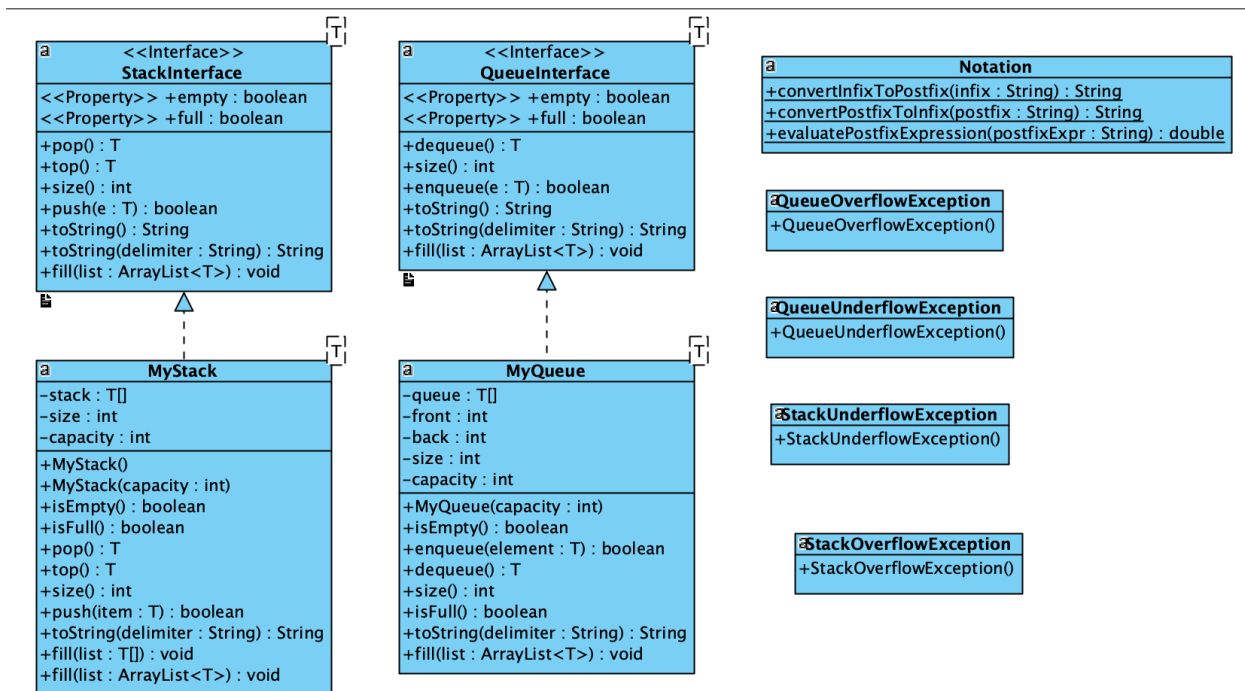 T
a <<Interface>>
StackInterface
<<Property>> +empty : boolean
<<Property>> +full : boolean
+pop() : T
+top() : T
+size() : int
+push(e : T) : boolean
+toString() : String
+toString(delimiter : String) : String
+fill(list : ArrayList<T>) : void
T
a <<Interface>>
QueueInterface
<<Property>> +empty : boolean
<<Property>> +full : boolean
+dequeue() : T
+size() : int
+enqueue(e : T) : boolean
+toString() : String
+toString(delimiter : String) : String
+fill(list : ArrayList<T>) : void
a Notation
+convertInfixToPostfix(infix : String) : String
+convertPostfixToInfix(postfix : String) : String
+evaluatePostfixExpression(postfixExpr : String) : double
a QueueOverflowException
+QueueOverflowException()
a QueueUnderflowException
+QueueUnderflowException()
a StackUnderflowException
+StackUnderflowException()
a StackOverflowException
+StackOverflowException()
T
a MyStack
-stack : T[]
-size : int
-capacity : int
+MyStack()
+MyStack(capacity : int)
+isEmpty() : boolean
+isFull() : boolean
+pop() : T
+top() : T
+size() : int
+push(item : T) : boolean
+toString(delimiter : String) : String
+fill(list : T[]) : void
+fill(list : ArrayList<T>) : void
T
a MyQueue
-queue : T[]
-front : int
-back : int
-size : int
-capacity : int
+MyQueue(capacity : int)
+isEmpty() : boolean
+enqueue(element : T) : boolean
+dequeue() : T
+size() : int
+isFull() : boolean
+toString(delimiter : String) : String
+fill(list : ArrayList<T>) : void